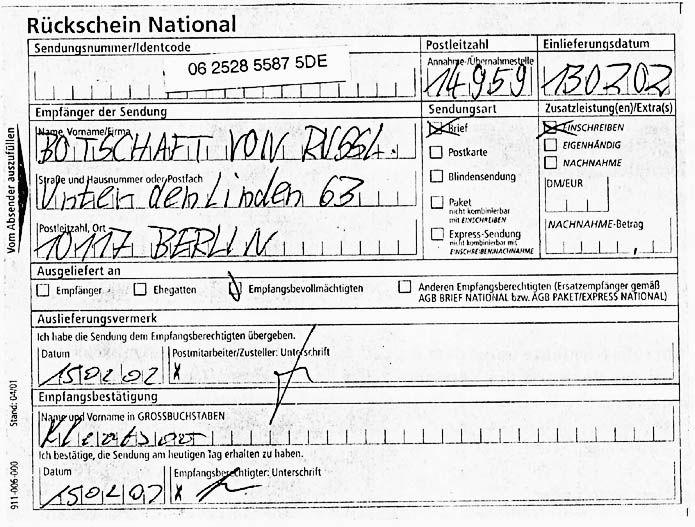 Rückschein National
Sendungsnummer/Identcode
06 2528 5587 5DE
Postleitzahl
Annahme-/Übernahmestelle
14959
Einlieferungsdatum
130202
Empfänger der Sendung
Name, Vorname/Firma
BOTSCHAFT VON RUSSL.
Straße und Hausnummer oder Postfach
Unter den Linden 63
Postleitzahl, Ort
10117 BERLIN
Sendungsart
Brief
Postkarte
Blindensendung
Paket
nicht kombinierbar
mit EINSCHREIBEN
Express-Sendung
nicht kombinierbar mit
EINSCHREIBEN/NACHNAHME
Zusatzleistung(en)/Extra(s)
EINSCHREIBEN
EIGENHÄNDIG
NACHNAHME
DM/EUR
NACHNAHME-Betrag
Vom Absender auszufüllen
Ausgeliefert an
Empfänger
Ehegatten
Empfangsbevollmächtigten
Anderen Empfangsberechtigten (Ersatzempfänger gemäß
AGB BRIEF NATIONAL bzw. AGB PAKET/EXPRESS NATIONAL)
Auslieferungsvermerk
Ich habe die Sendung dem Empfangsberechtigten übergeben.
Datum
150202
Postmitarbeiter/Zusteller: Unterschrift
X
Empfangsbestätigung
Name und Vorname in GROSSBUCHSTABEN
Ich bestätige, die Sendung am heutigen Tag erhalten zu haben.
Datum
150202
Empfangsberechtigter: Unterschrift
X
911-006-000 Stand: 04/01